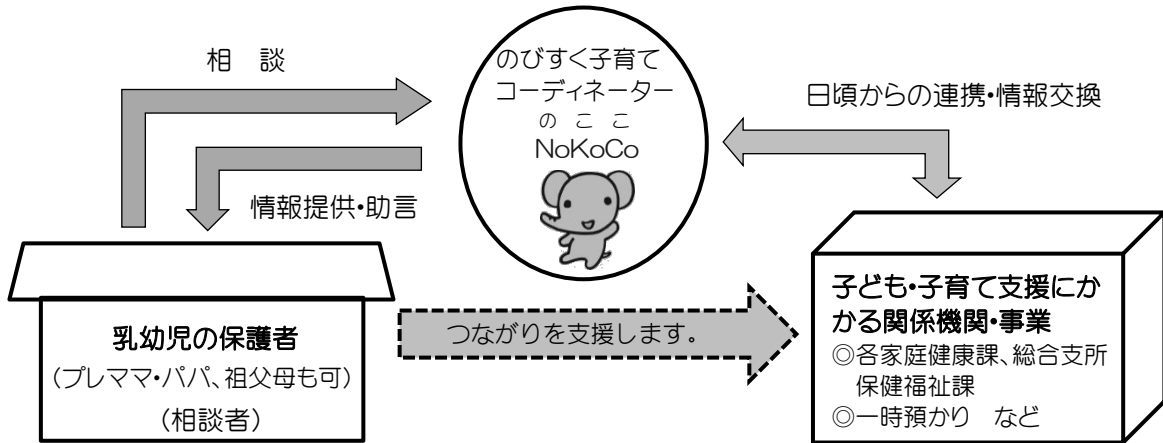 相　談
のびすく子育て
コーディネーター
の こ こ
NoKoCo
日頃からの連携・情報交換
情報提供・助言
乳幼児の保護者
(プレママ・パパ、祖父母も可)
(相談者)
つながりを支援します。
子ども・子育て支援にか
かる関係機関・事業
◎各家庭健康課、総合支所
保健福祉課
◎一時預かり　など